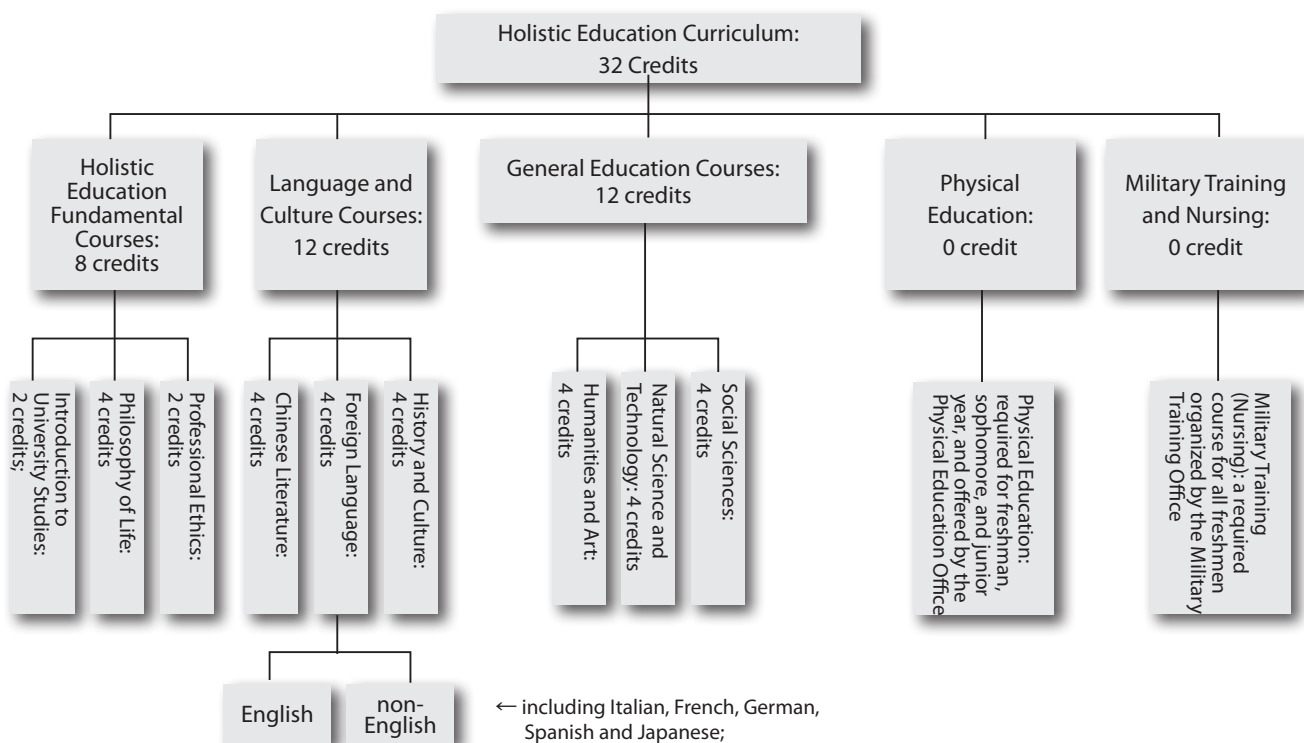 Holistic Education Curriculum:
32 Credits
Holistic
Education
Fundamental
Courses:
8 credits
Language and
Culture Courses:
12 credits
General Education Courses:
12 credits
Physical
Education:
0 credit
Military Training
and Nursing:
0 credit
Introduction to
University Studies:
2 credits;
Philosophy of Life:
4 credits
Professional Ethics:
2 credits
Chinese Literature:
4 credits
Foreign Language:
4 credits
History and Culture:
4 credits
Humanities and Art:
4 credits
Natural Science and
Technology: 4 credits
Social Sciences:
4 credits
Physical Education:
required for freshman,
sophomore, and junior
year, and offered by the
Physical Education Office
Military Training
(Nursing): a required
course for all freshmen
organized by the Military
Training Office
English
non-
English
← including Italian, French, German,
Spanish and Japanese;